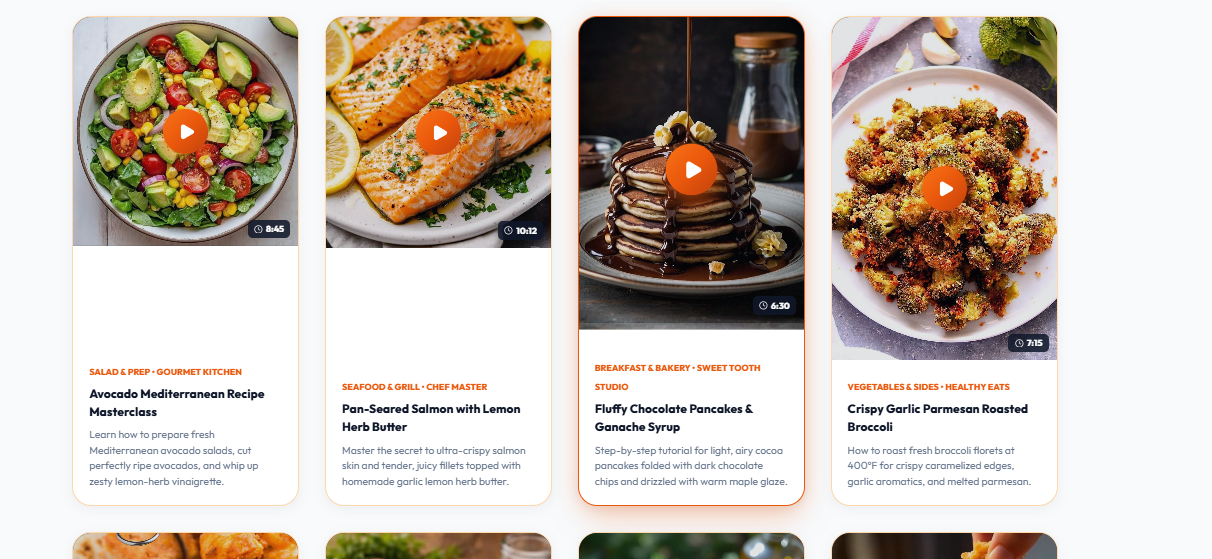 8:45
SALAD & PREP • GOURMET KITCHEN
Avocado Mediterranean Recipe
Masterclass
Learn how to prepare fresh
Mediterranean avocado salads, cut
perfectly ripe avocados, and whip up
zesty lemon-herb vinaigrette.
10:12
SEAFOOD & GRILL • CHEF MASTER
Pan-Seared Salmon with Lemon
Herb Butter
Master the secret to ultra-crispy salmon
skin and tender, juicy fillets topped with
homemade garlic lemon herb butter.
6:30
BREAKFAST & BAKERY • SWEET TOOTH
STUDIO
Fluffy Chocolate Pancakes &
Ganache Syrup
Step-by-step tutorial for light, airy cocoa
pancakes folded with dark chocolate
chips and drizzled with warm maple glaze.
7:15
VEGETABLES & SIDES • HEALTHY EATS
Crispy Garlic Parmesan Roasted
Broccoli
How to roast fresh broccoli florets at
400°F for crispy caramelized edges,
garlic aromatics, and melted parmesan.